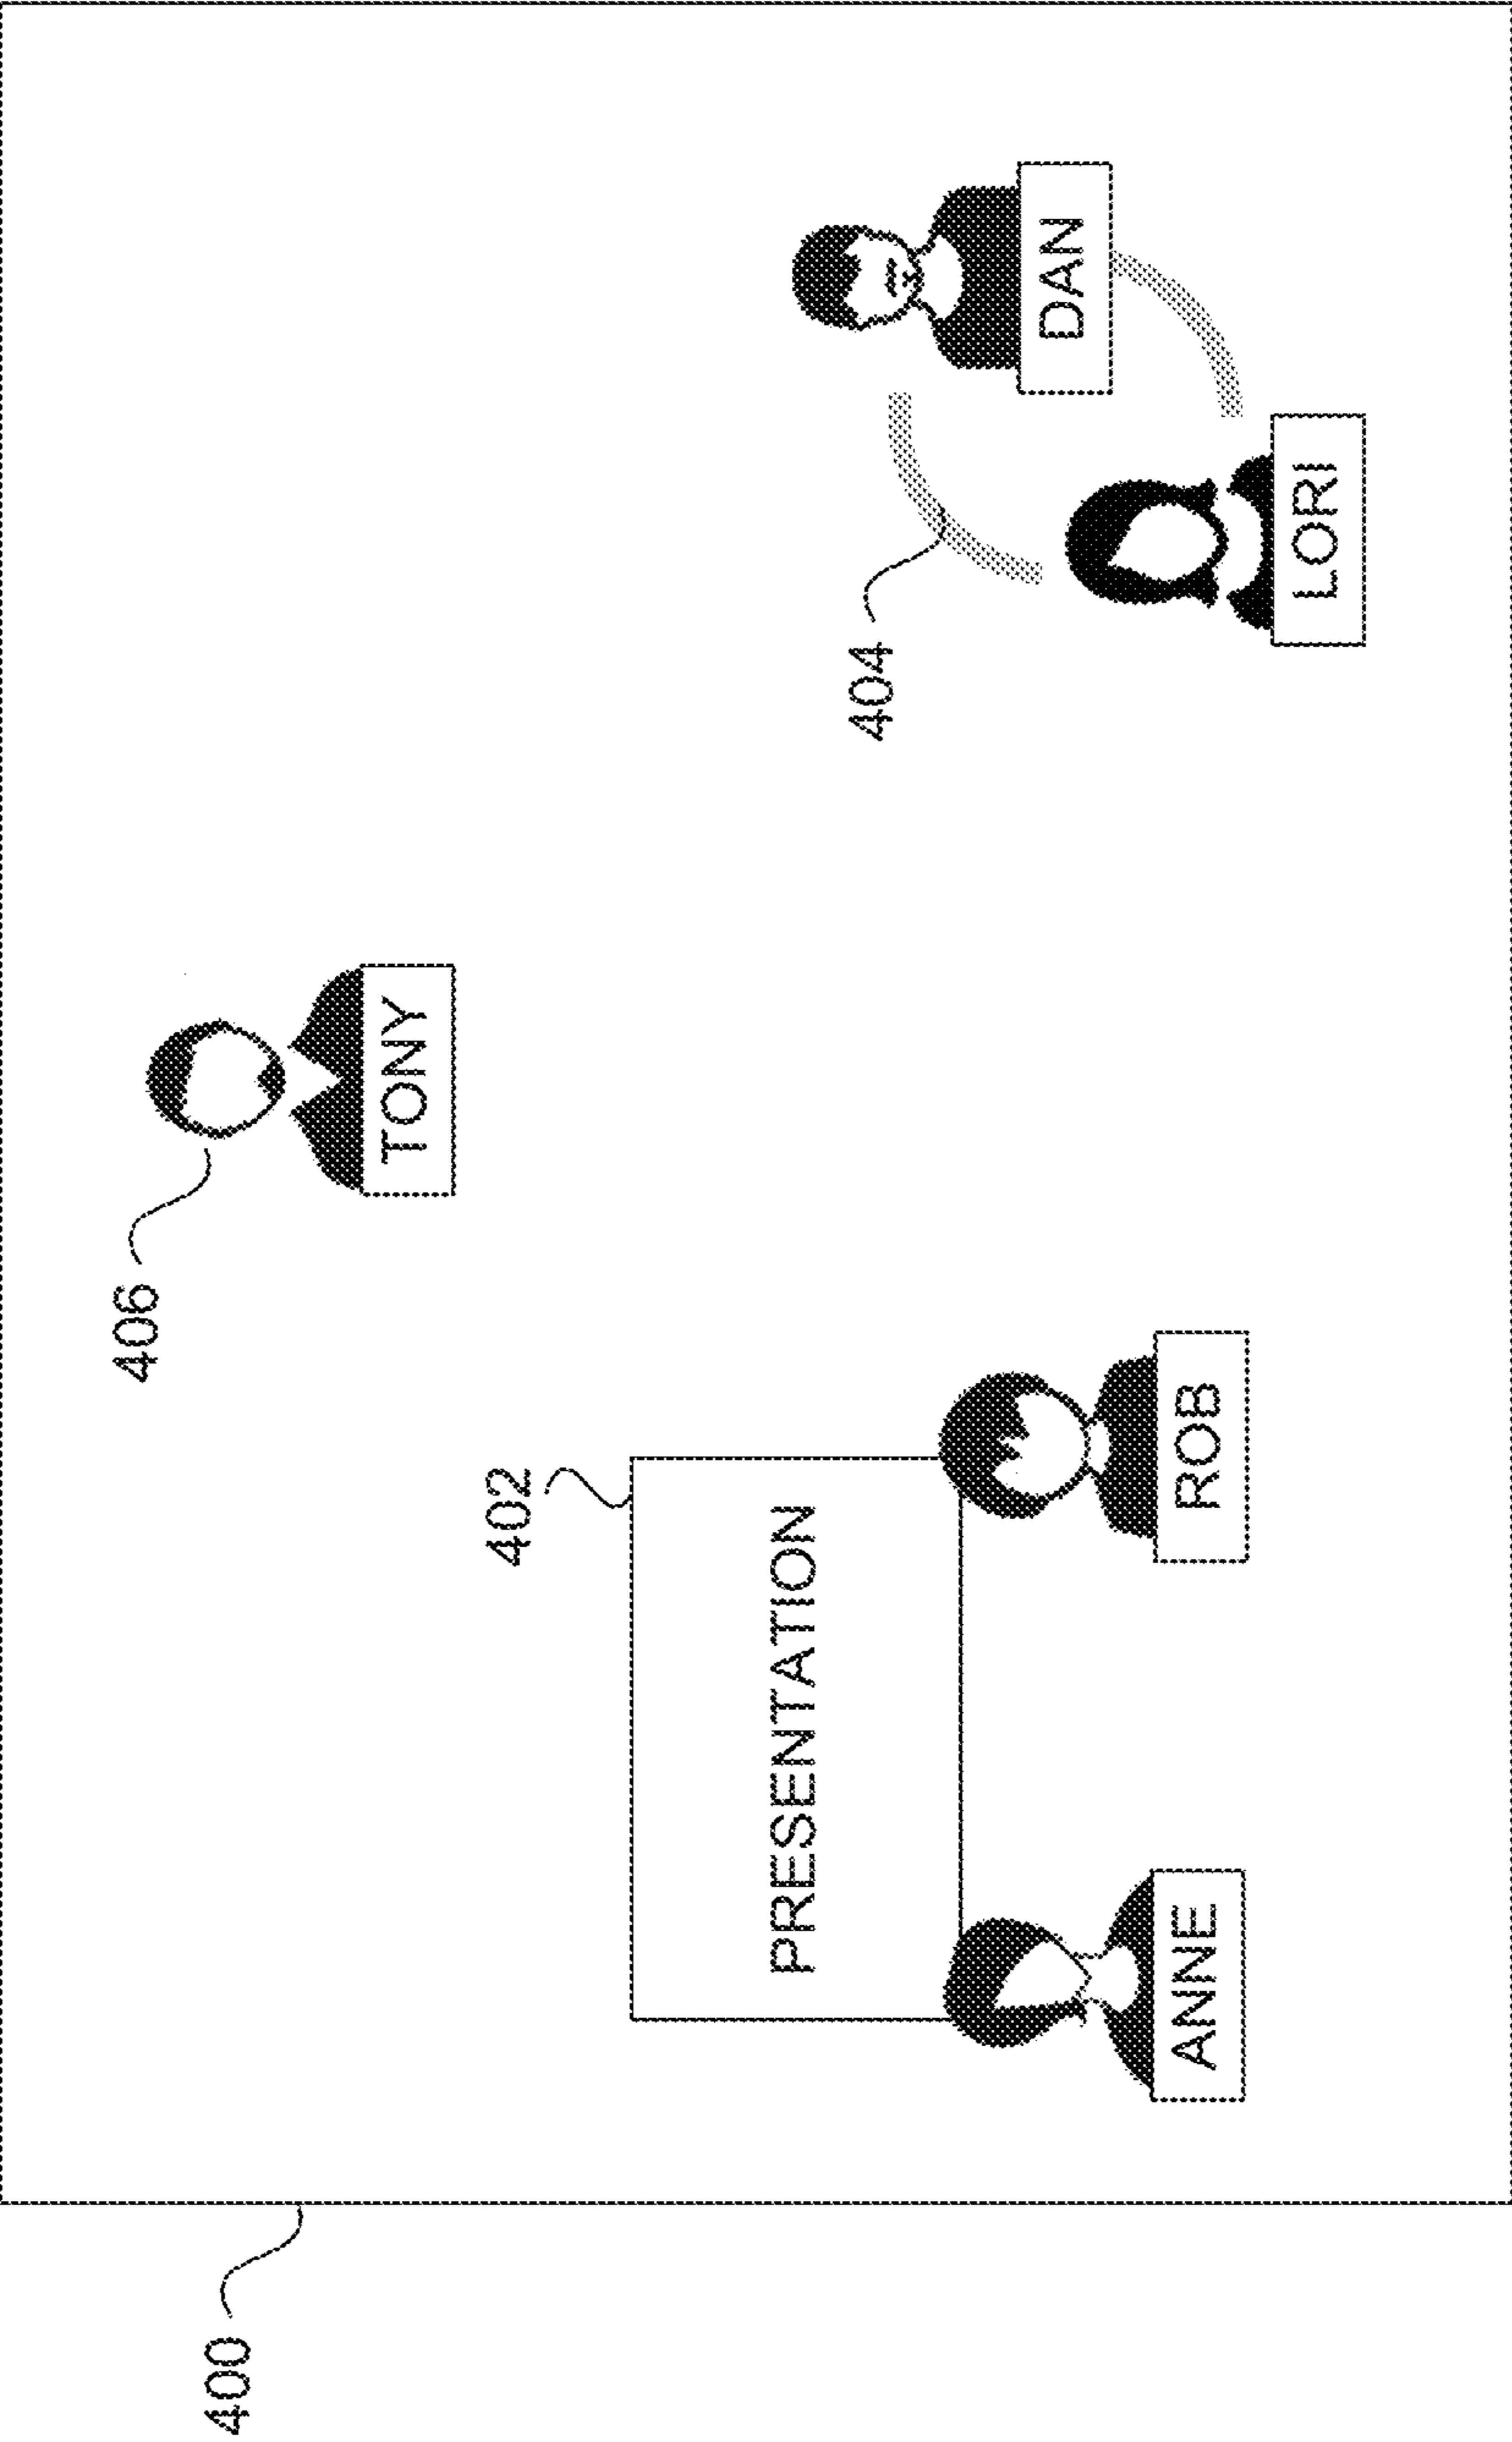 400
406
TONY
402
PRESENTATION
ANNE
ROB
404
DAN
LORI